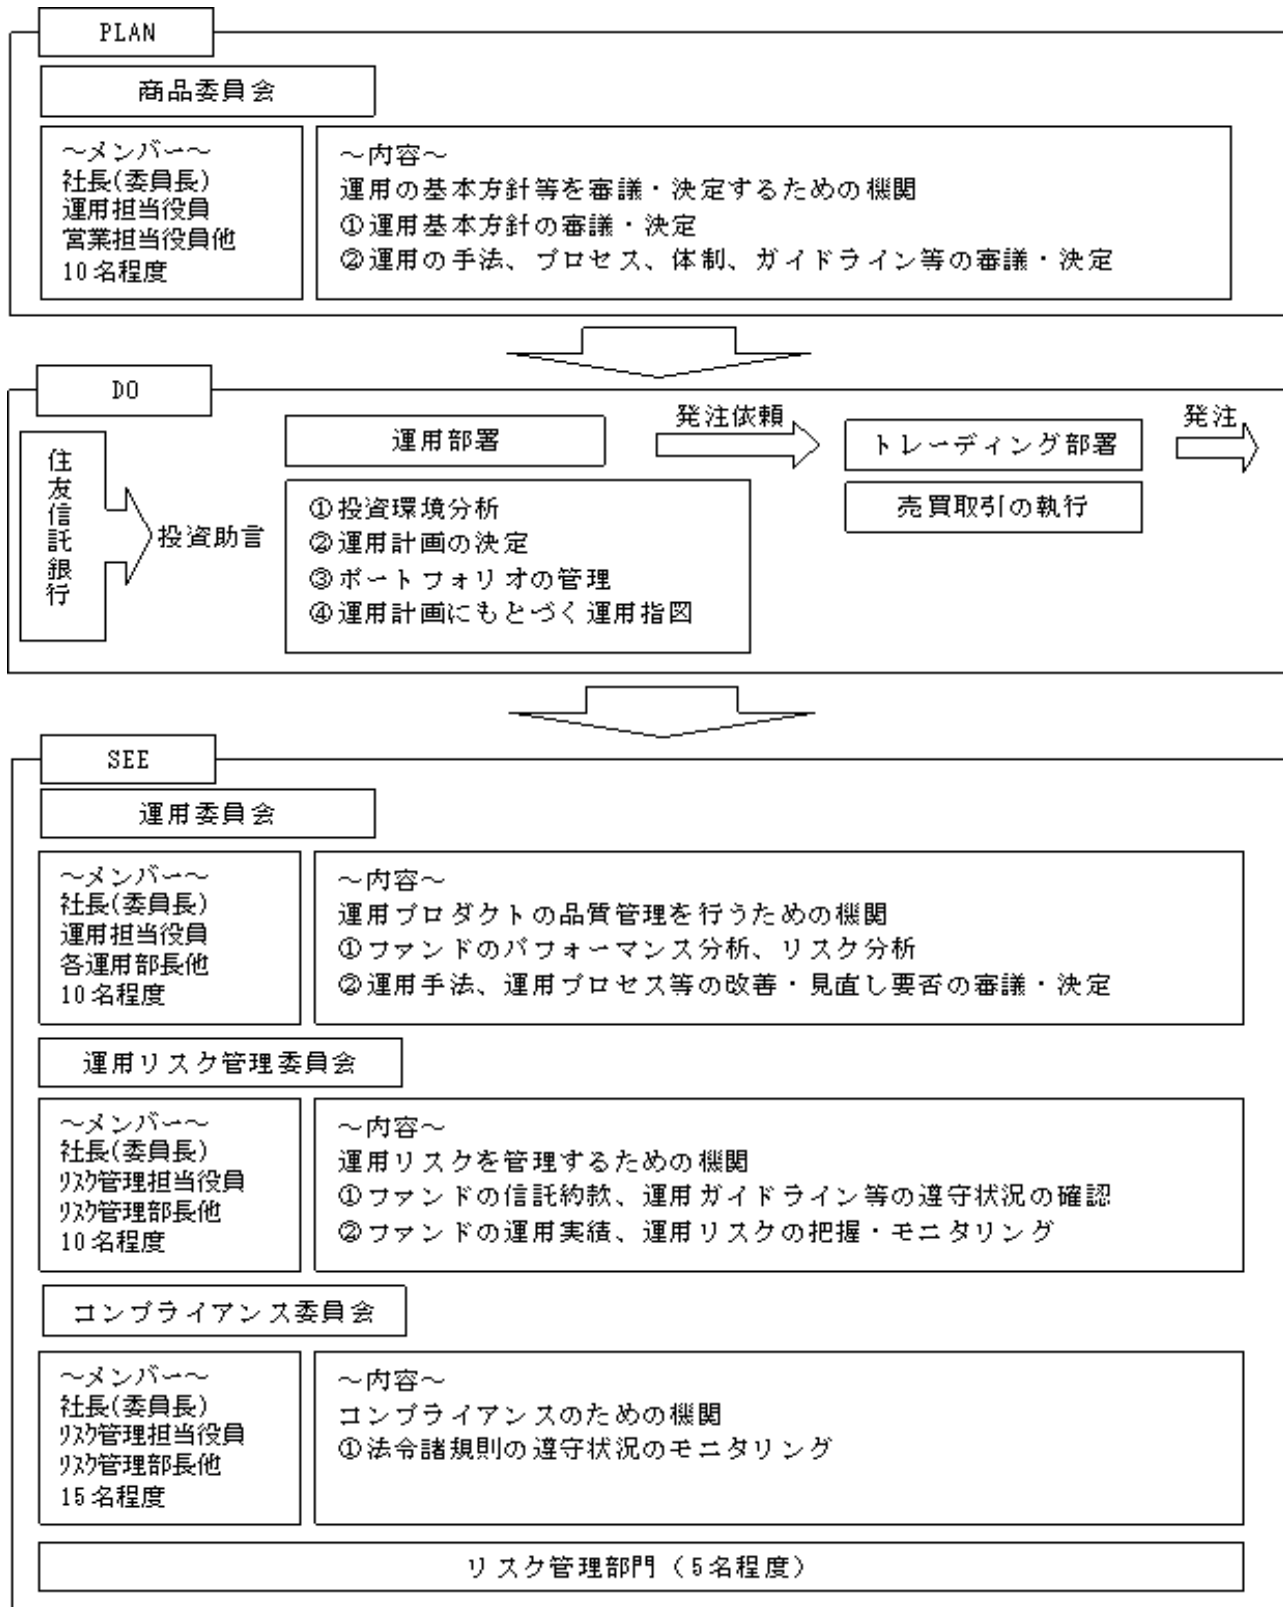 PLAN
商品委員会
～メンバー～
社長(委員長)
運用担当役員
営業担当役員他
10名程度
～内容～
運用の基本方針等を審議・決定するための機関
①運用基本方針の審議・決定
②運用の手法、プロセス、体制、ガイドライン等の審議・決定
DO
住友信託銀行
投資助言
運用部署
①投資環境分析
②運用計画の決定
③ポートフォリオの管理
④運用計画にもとづく運用指図
発注依頼
トレーディング部署
売買取引の執行
発注
SEE
運用委員会
～メンバー～
社長(委員長)
運用担当役員
各運用部長他
10名程度
～内容～
運用プロダクトの品質管理を行うための機関
①ファンドのパフォーマンス分析、リスク分析
②運用手法、運用プロセス等の改善・見直し要否の審議・決定
運用リスク管理委員会
～メンバー～
社長(委員長)
ﾘｽｸ管理担当役員
ﾘｽｸ管理部長他
10名程度
～内容～
運用リスクを管理するための機関
①ファンドの信託約款、運用ガイドライン等の遵守状況の確認
②ファンドの運用実績、運用リスクの把握・モニタリング
コンプライアンス委員会
～メンバー～
社長(委員長)
ﾘｽｸ管理担当役員
ﾘｽｸ管理部長他
15名程度
～内容～
コンプライアンスのための機関
①法令諸規則の遵守状況のモニタリング
リスク管理部門（5名程度）